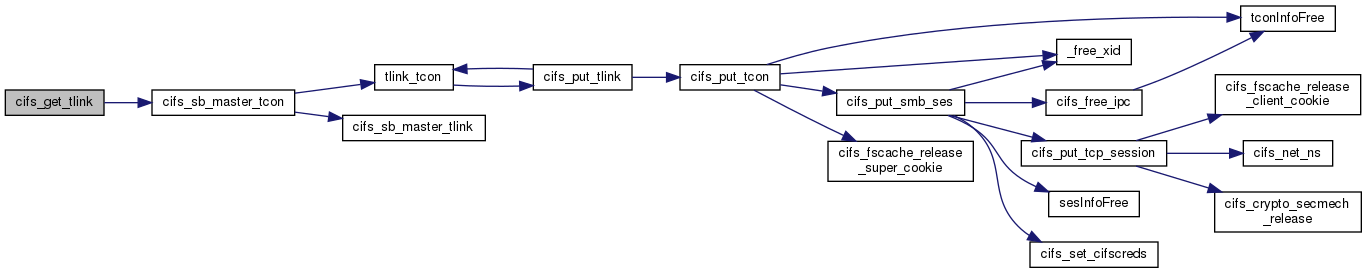 cifs_get_tlink
cifs_sb_master_tcon
tlink_tcon
cifs_sb_master_tlink
cifs_put_tlink
cifs_put_tcon
tconInfoFree
_free_xid
cifs_put_smb_ses
cifs_fscache_release
_super_cookie
cifs_free_ipc
cifs_put_tcp_session
sesInfoFree
cifs_set_cifscreds
cifs_fscache_release
_client_cookie
cifs_net_ns
cifs_crypto_secmech
_release